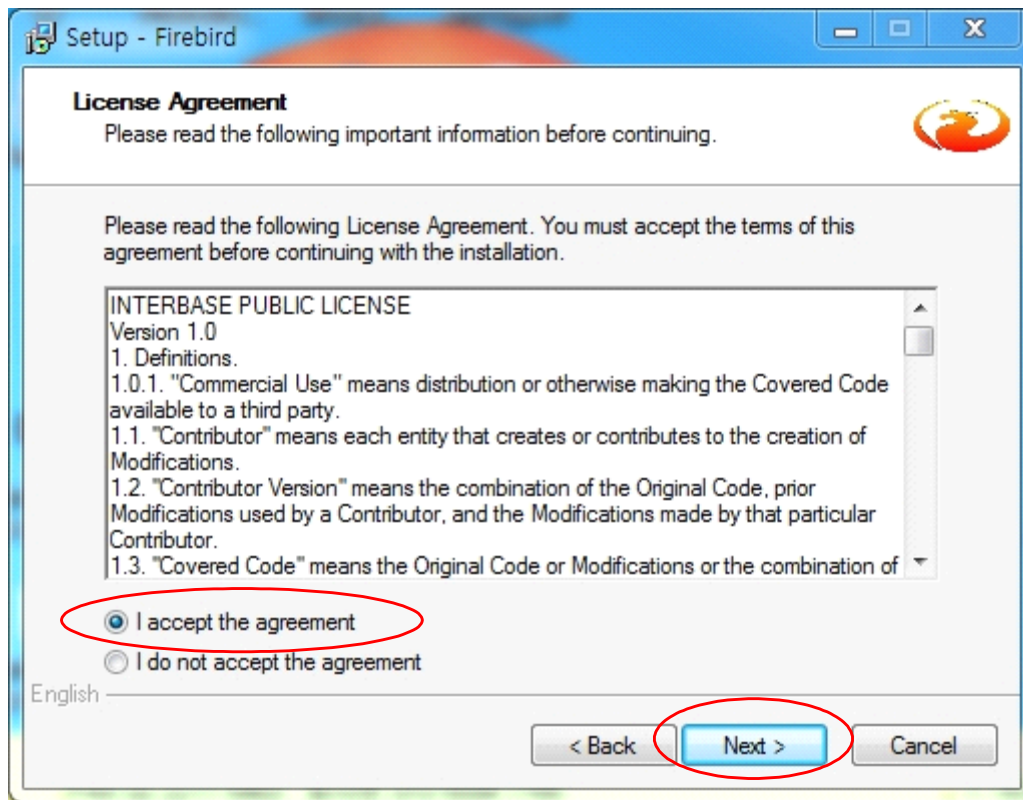 Setup - Firebird
License Agreement
Please read the following important information before continuing.
Please read the following License Agreement. You must accept the terms of this
agreement before continuing with the installation.
INTERBASE PUBLIC LICENSE
Version 1.0
1. Definitions.
1.0.1. "Commercial Use" means distribution or otherwise making the Covered Code
available to a third party.
1.1. "Contributor" means each entity that creates or contributes to the creation of
Modifications.
1.2. "Contributor Version" means the combination of the Original Code, prior
Modifications used by a Contributor, and the Modifications made by that particular
Contributor.
1.3. "Covered Code" means the Original Code or Modifications or the combination of
I accept the agreement
I do not accept the agreement
English
< Back Next > Cancel